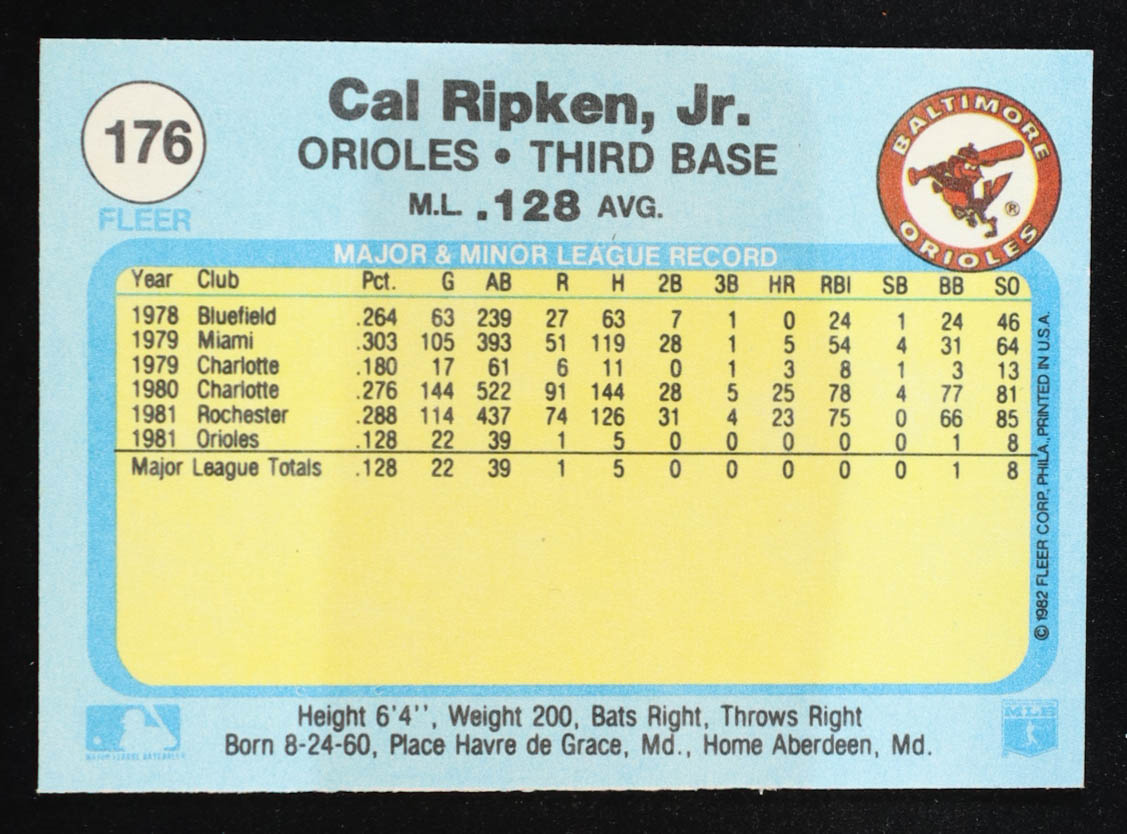 176
FLEER
Cal Ripken, Jr.
ORIOLES • THIRD BASE
M.L. .128 AVG.
BALTIMORE
ORIOLES
®
MAJOR & MINOR LEAGUE RECORD
Year Club Pct. G AB R H 2B 3B HR RBI SB BB SO
1978 Bluefield .264 63 239 27 63 7 1 0 24 1 24 46
1979 Miami .303 105 393 51 119 28 1 5 54 4 31 64
1979 Charlotte .180 17 61 6 11 0 1 3 8 1 3 13
1980 Charlotte .276 144 522 91 144 28 5 25 78 4 77 81
1981 Rochester .288 114 437 74 126 31 4 23 75 0 66 85
1981 Orioles .128 22 39 1 5 0 0 0 0 0 1 8
Major League Totals .128 22 39 1 5 0 0 0 0 0 1 8
© 1982 FLEER CORP., PHILA., PRINTED IN U.S.A.
Height 6'4'', Weight 200, Bats Right, Throws Right
Born 8-24-60, Place Havre de Grace, Md., Home Aberdeen, Md.
MAJOR LEAGUE BASEBALL
MLB